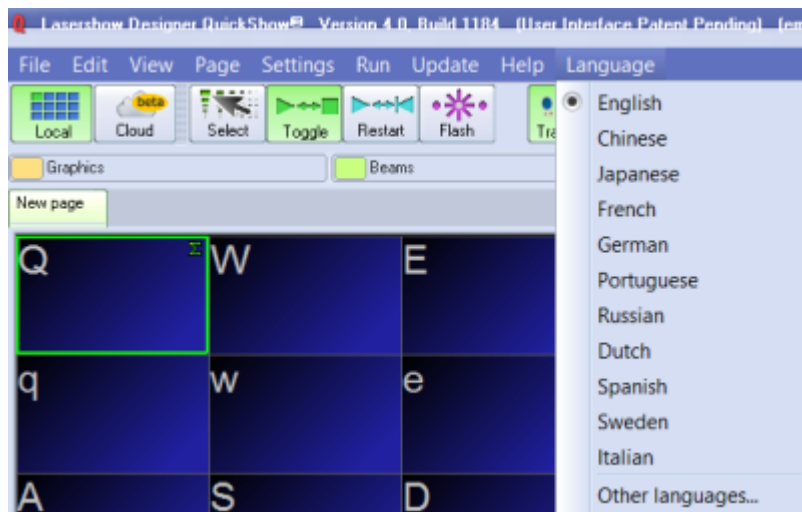 Lasershow Designer QuickShow® Version 4.0, Build 1184 (User Interface Patent Pending) (em
File Edit View Page Settings Run Update Help Language
Local Cloud beta Select Toggle Restart Flash Tra
Graphics Beams
New page
Q Σ W E
q w e
A S D
English
Chinese
Japanese
French
German
Portuguese
Russian
Dutch
Spanish
Sweden
Italian
Other languages...